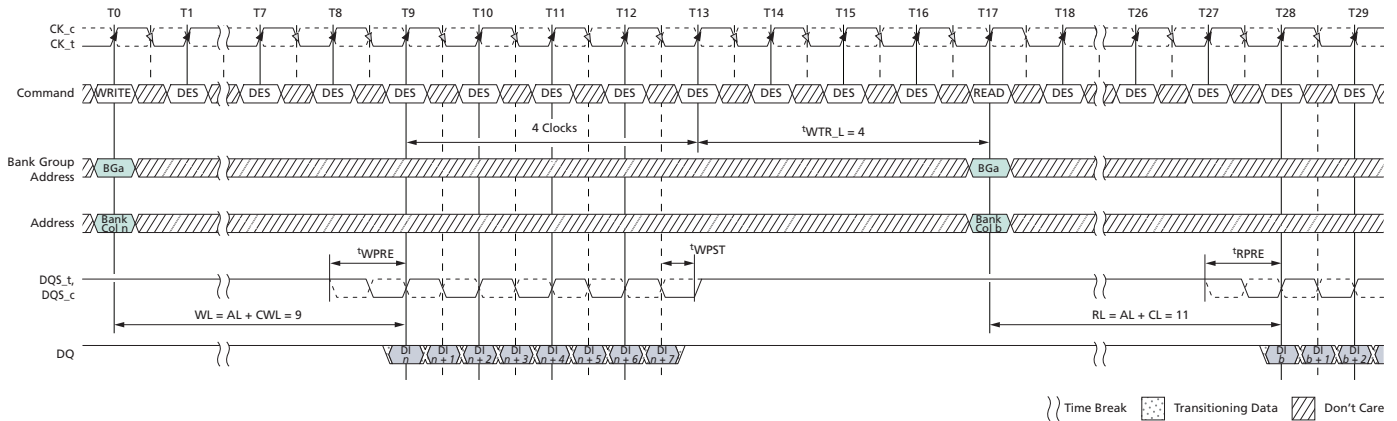 T0 T1 T7 T8 T9 T10 T11 T12 T13 T14 T15 T16 T17 T18 T26 T27 T28 T29
CK_c
CK_t
Command WRITE DES DES DES DES DES DES DES DES DES DES DES READ DES DES DES DES DES
4 Clocks tWTR_L = 4
Bank Group
Address BGa BGa
Address Bank
Col n Bank
Col b
tWPRE tWPST tRPRE
DQS_t,
DQS_c
WL = AL + CWL = 9 RL = AL + CL = 11
DQ DI
n DI
n + 1 DI
n + 2 DI
n + 3 DI
n + 4 DI
n + 5 DI
n + 6 DI
n + 7 DI
b DI
b + 1 DI
b + 2
Time Break Transitioning Data Don't Care